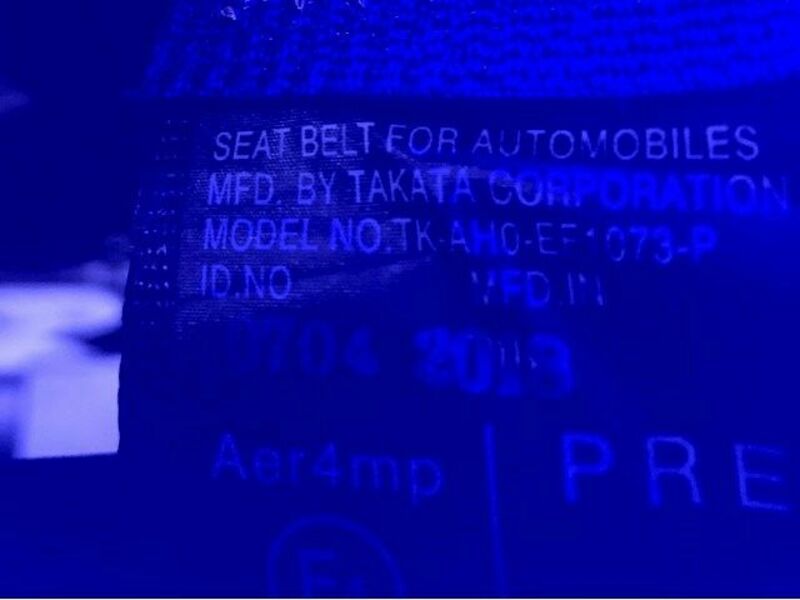 SEAT BELT FOR AUTOMOBILES
MFD. BY TAKATA CORPORATION
MODEL NO.TK-AH0-EF1073-P
ID.NO MFD.IN
0704 2013
Aer4mp PRE